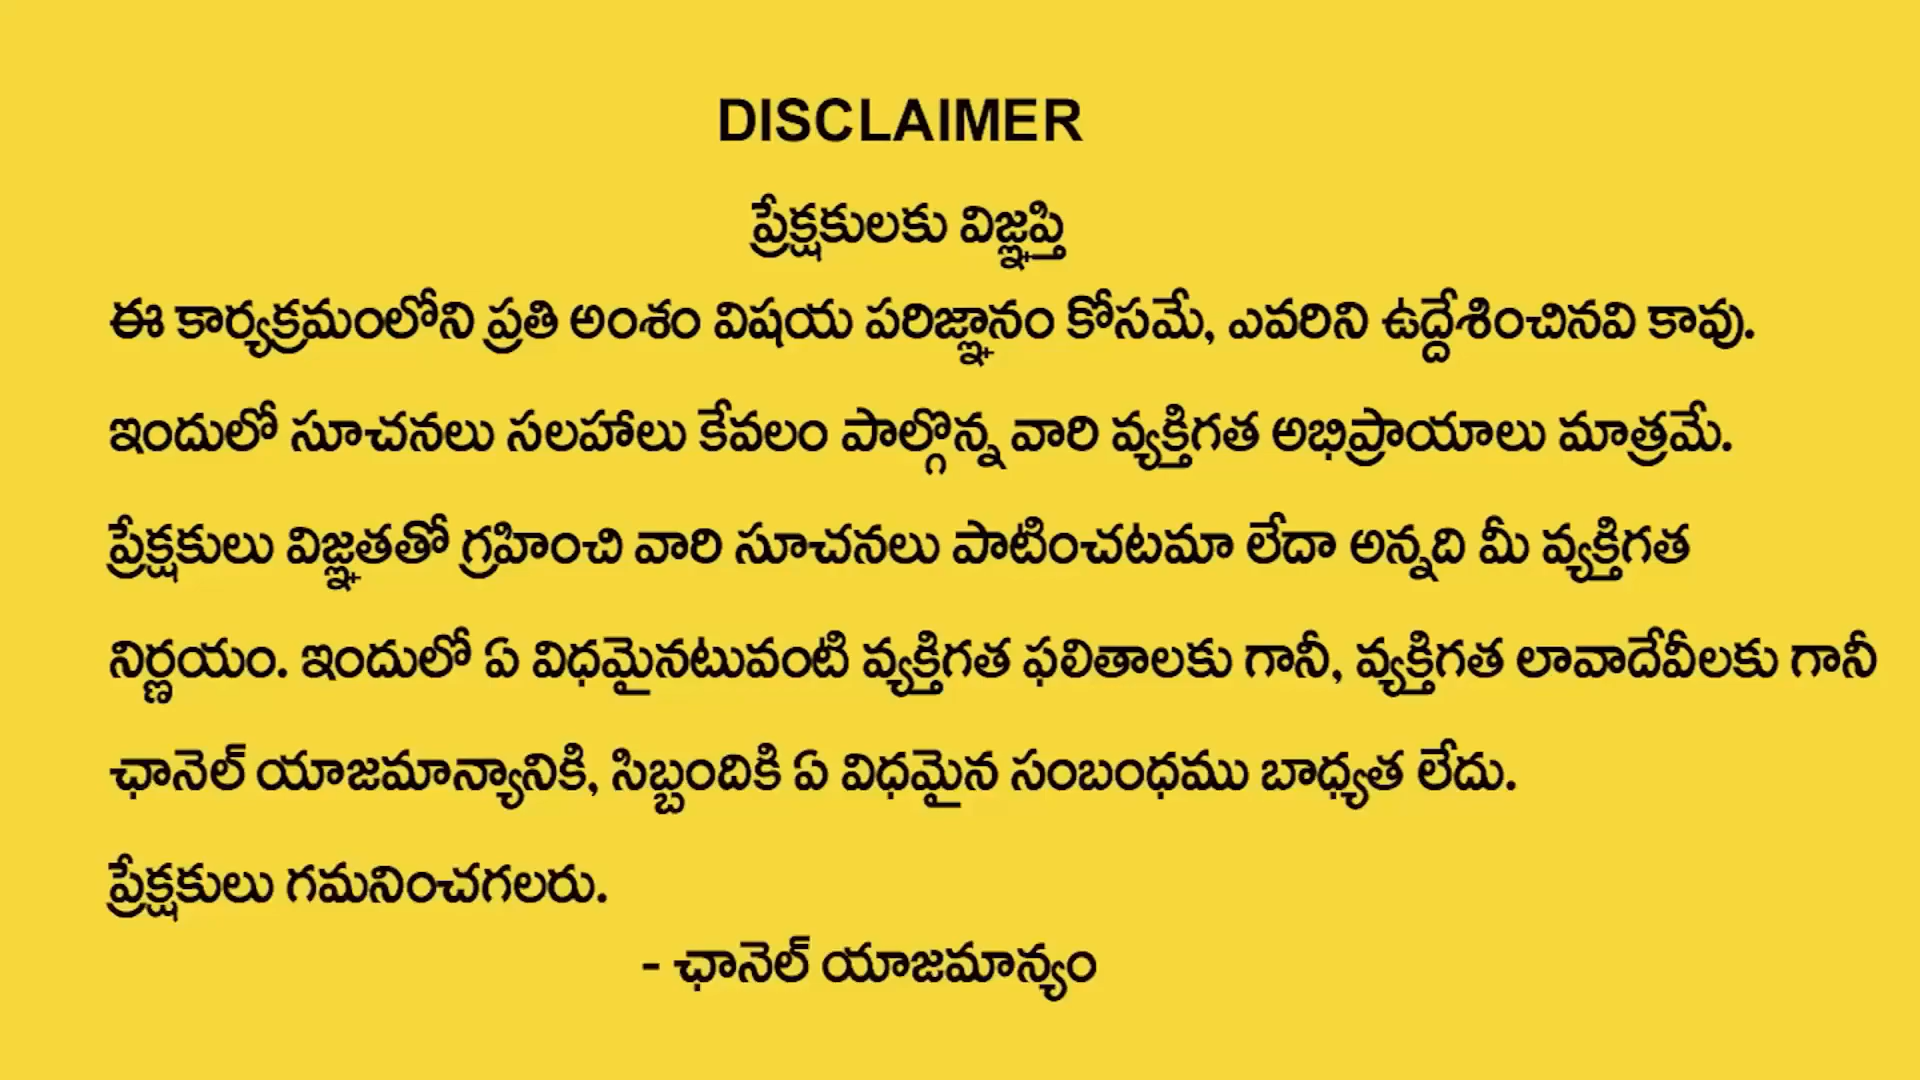 DISCLAIMER
ప్రేక్షకులకు విజ్ఞప్తి
ఈ కార్యక్రమంలోని ప్రతి అంశం విషయ పరిజ్ఞానం కోసమే, ఎవరిని ఉద్దేశించినవి కావు.
ఇందులో సూచనలు సలహాలు కేవలం పాల్గొన్న వారి వ్యక్తిగత అభిప్రాయాలు మాత్రమే.
ప్రేక్షకులు విజ్ఞతతో గ్రహించి వారి సూచనలు పాటించటమా లేదా అన్నది మీ వ్యక్తిగత
నిర్ణయం. ఇందులో ఏ విధమైనటువంటి వ్యక్తిగత ఫలితాలకు గానీ, వ్యక్తిగత లావాదేవీలకు గానీ
ఛానెల్ యాజమాన్యానికి, సిబ్బందికి ఏ విధమైన సంబంధము బాధ్యత లేదు.
ప్రేక్షకులు గమనించగలరు.
- ఛానెల్ యాజమాన్యం